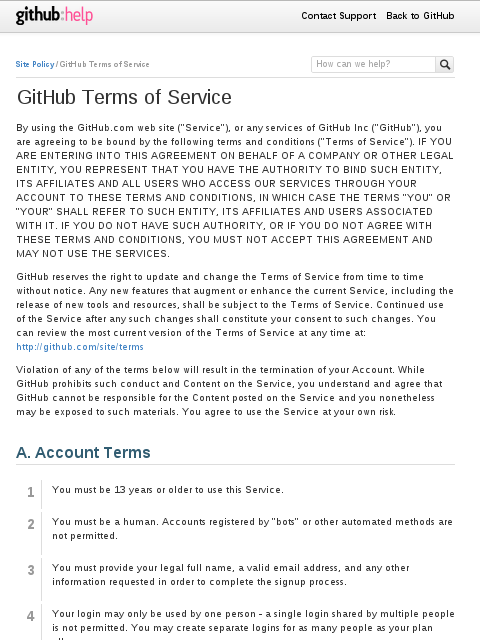 github:help
Contact Support Back to GitHub
Site Policy / GitHub Terms of Service
How can we help?
GitHub Terms of Service
By using the GitHub.com web site ("Service"), or any services of GitHub Inc ("GitHub"), you
are agreeing to be bound by the following terms and conditions ("Terms of Service"). IF YOU
ARE ENTERING INTO THIS AGREEMENT ON BEHALF OF A COMPANY OR OTHER LEGAL
ENTITY, YOU REPRESENT THAT YOU HAVE THE AUTHORITY TO BIND SUCH ENTITY,
ITS AFFILIATES AND ALL USERS WHO ACCESS OUR SERVICES THROUGH YOUR
ACCOUNT TO THESE TERMS AND CONDITIONS, IN WHICH CASE THE TERMS "YOU" OR
"YOUR" SHALL REFER TO SUCH ENTITY, ITS AFFILIATES AND USERS ASSOCIATED
WITH IT. IF YOU DO NOT HAVE SUCH AUTHORITY, OR IF YOU DO NOT AGREE WITH
THESE TERMS AND CONDITIONS, YOU MUST NOT ACCEPT THIS AGREEMENT AND
MAY NOT USE THE SERVICES.
GitHub reserves the right to update and change the Terms of Service from time to time
without notice. Any new features that augment or enhance the current Service, including the
release of new tools and resources, shall be subject to the Terms of Service. Continued use
of the Service after any such changes shall constitute your consent to such changes. You
can review the most current version of the Terms of Service at any time at:
http://github.com/site/terms
Violation of any of the terms below will result in the termination of your Account. While
GitHub prohibits such conduct and Content on the Service, you understand and agree that
GitHub cannot be responsible for the Content posted on the Service and you nonetheless
may be exposed to such materials. You agree to use the Service at your own risk.
A. Account Terms
1 You must be 13 years or older to use this Service.
2 You must be a human. Accounts registered by "bots" or other automated methods are
not permitted.
3 You must provide your legal full name, a valid email address, and any other
information requested in order to complete the signup process.
4 Your login may only be used by one person - a single login shared by multiple people
is not permitted. You may create separate logins for as many people as your plan